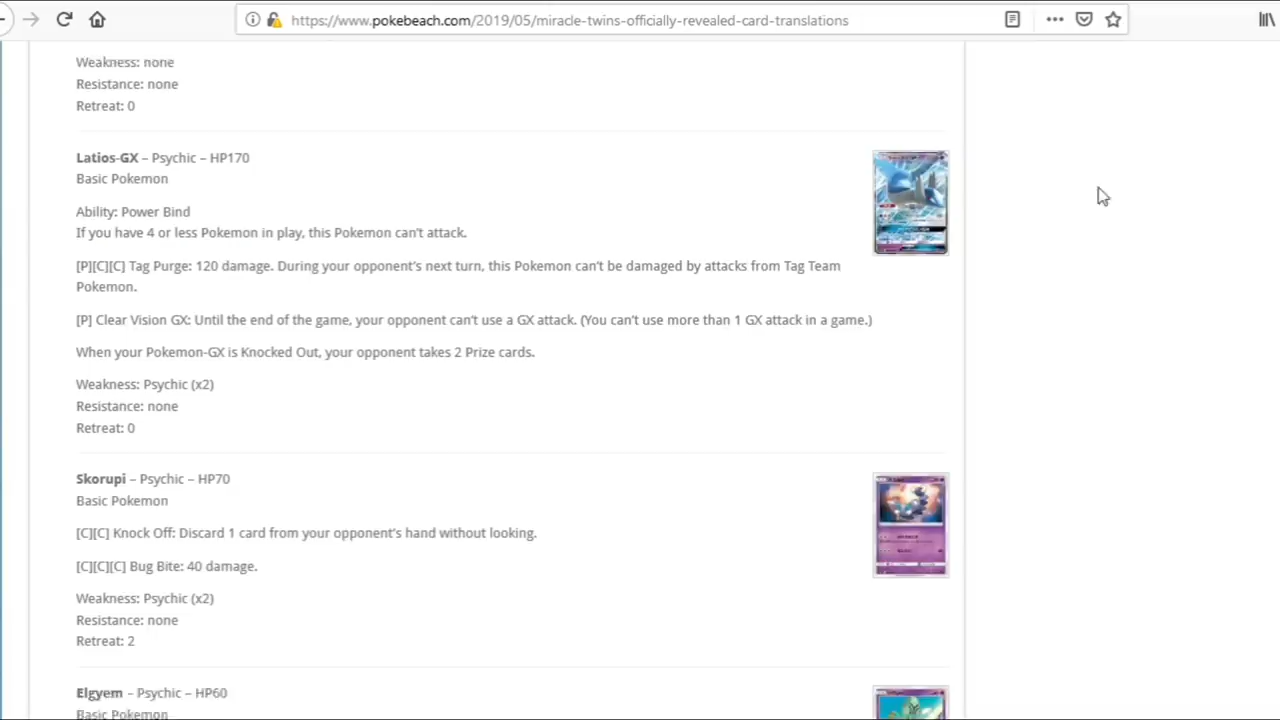 https://www.pokebeach.com/2019/05/miracle-twins-officially-revealed-card-translations
Weakness: none
Resistance: none
Retreat: 0
Latios-GX – Psychic – HP170
Basic Pokemon
Ability: Power Bind
If you have 4 or less Pokemon in play, this Pokemon can't attack.
[P][C][C] Tag Purge: 120 damage. During your opponent's next turn, this Pokemon can't be damaged by attacks from Tag Team
Pokemon.
[P] Clear Vision GX: Until the end of the game, your opponent can't use a GX attack. (You can't use more than 1 GX attack in a game.)
When your Pokemon-GX is Knocked Out, your opponent takes 2 Prize cards.
Weakness: Psychic (x2)
Resistance: none
Retreat: 0
Skorupi – Psychic – HP70
Basic Pokemon
[C][C] Knock Off: Discard 1 card from your opponent's hand without looking.
[C][C][C] Bug Bite: 40 damage.
Weakness: Psychic (x2)
Resistance: none
Retreat: 2
Elgyem – Psychic – HP60
Basic Pokemon